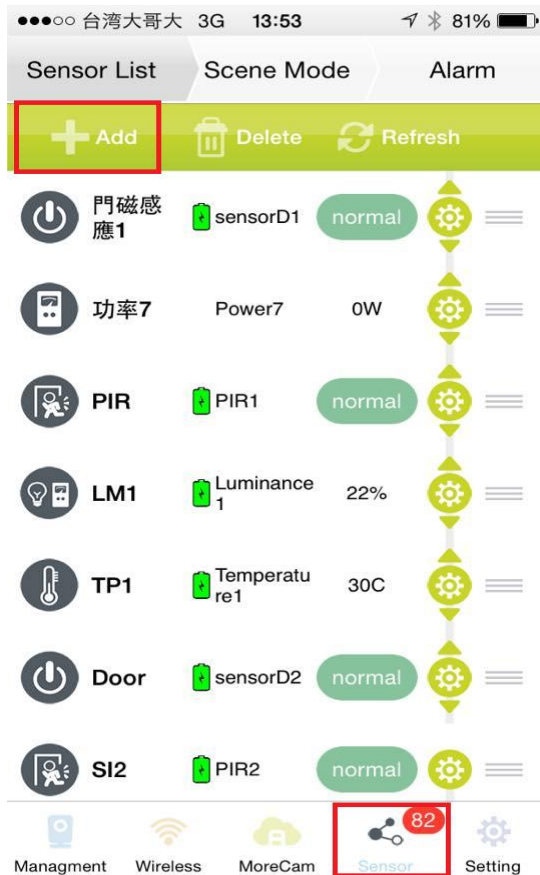 台湾大哥大 3G 13:53 81%
Sensor List Scene Mode Alarm
Add Delete Refresh
門磁感
應1
sensorD1 normal
功率7 Power7 0W
PIR PIR1 normal
LM1
Luminance
1
22%
TP1
Temperatu
re1
30C
Door sensorD2 normal
SI2 PIR2 normal
82
Managment Wireless MoreCam Sensor Setting